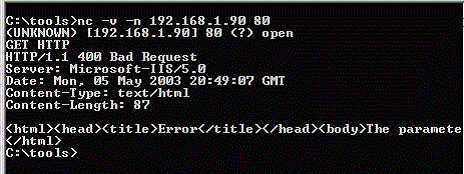 C:\tools>nc -v -n 192.168.1.90 80
(UNKNOWN) [192.168.1.90] 80 (?) open
GET HTTP
HTTP/1.1 400 Bad Request
Server: Microsoft-IIS/5.0
Date: Mon, 05 May 2003 20:49:07 GMT
Content-Type: text/html
Content-Length: 87

<html><head><title>Error</title></head><body>The paramete
</html>
C:\tools>